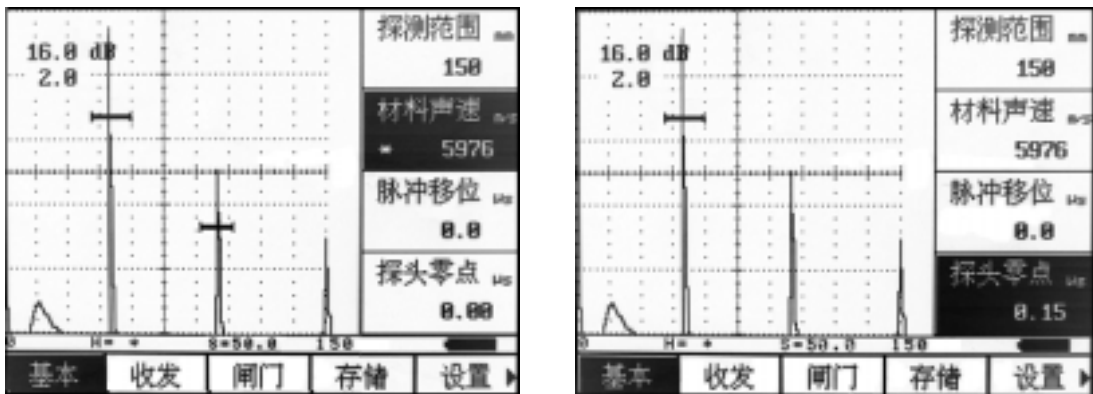 探测范围 mm
16.0 dB
150
2.0
材料声速 m/s
* 5976
脉冲移位 μs
0.0
探头零点 μs
0.00
0 H= * S=50.0 150
基本 收发 闸门 存储 设置
探测范围 mm
16.0 dB
150
2.0
材料声速 m/s
5976
脉冲移位 μs
0.0
探头零点 μs
0.15
0 H= * S=50.0 150
基本 收发 闸门 存储 设置